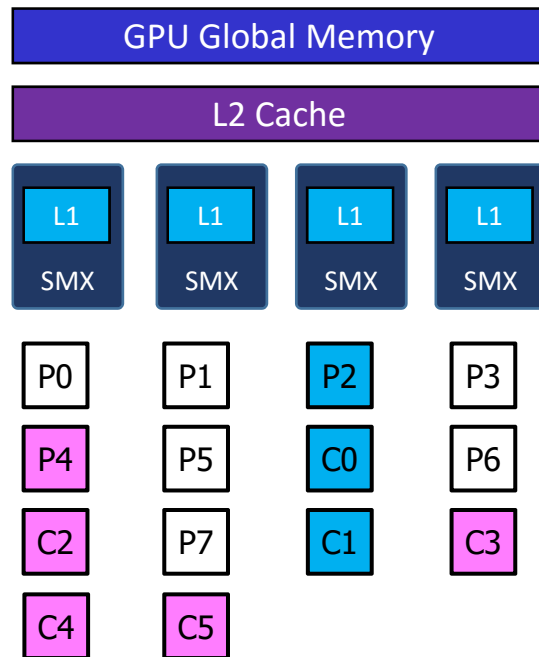 GPU Global Memory
L2 Cache
L1 L1 L1 L1
SMX SMX SMX SMX
P0 P1 P2 P3
P4 P5 C0 P6
C2 P7 C1 C3
C4 C5